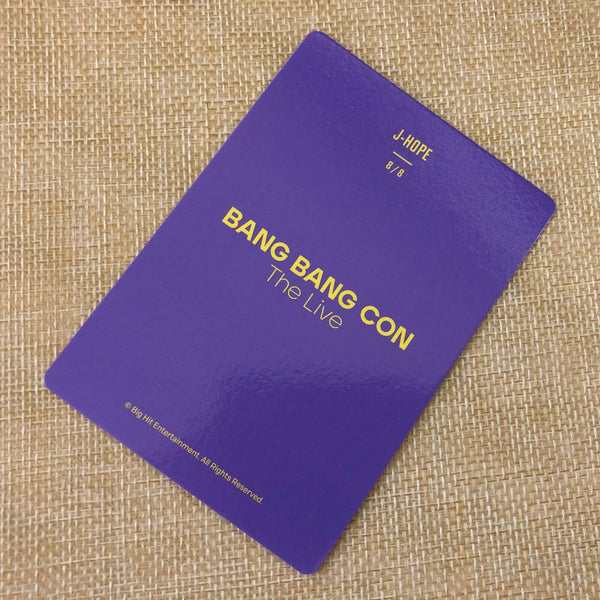 J-HOPE
8/8
BANG BANG CON
The Live
© Big Hit Entertainment. All Rights Reserved.